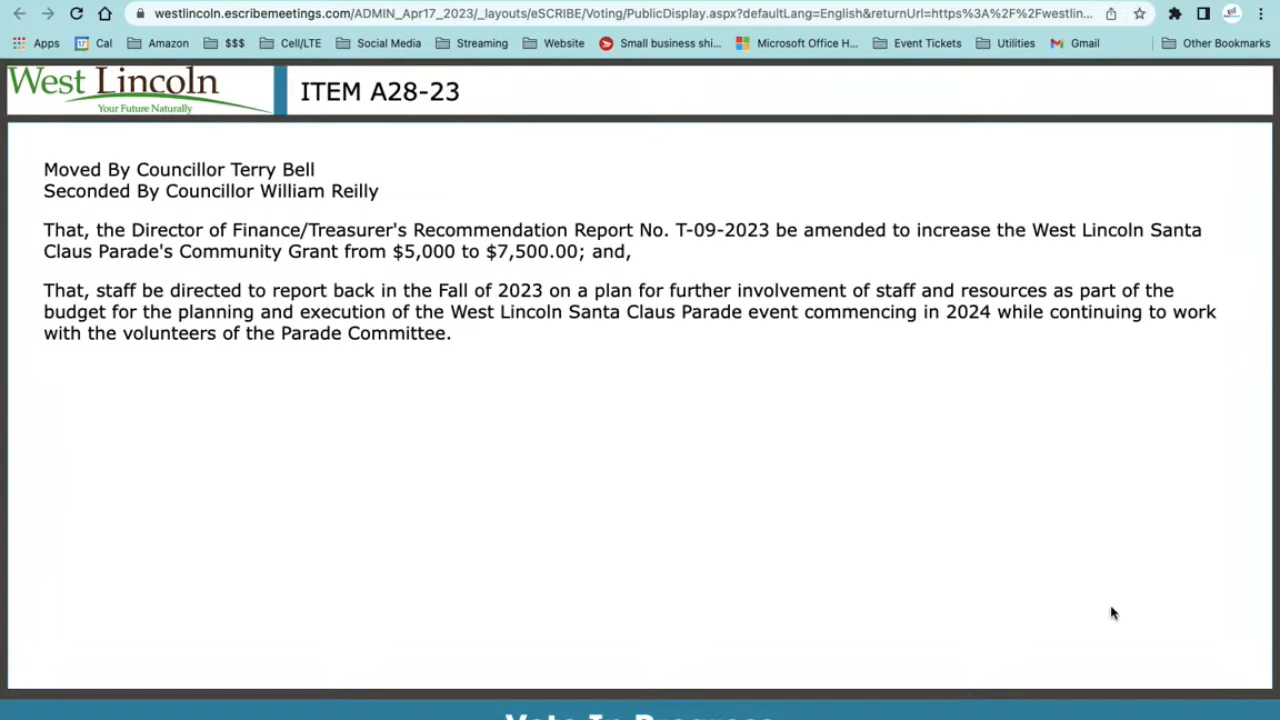 westlincoln.escribemeetings.com/ADMIN_Apr17_2023/_layouts/eSCRIBE/Voting/PublicDisplay.aspx?defaultLang=English&returnUrl=https%3A%2F%2Fwestlin...
Apps 17 Cal Amazon $$$ Cell/LTE Social Media Streaming Website Small business shi... Microsoft Office H... Event Tickets Utilities Gmail Other Bookmarks
West Lincoln
Your Future Naturally
ITEM A28-23
Moved By Councillor Terry Bell
Seconded By Councillor William Reilly
That, the Director of Finance/Treasurer's Recommendation Report No. T-09-2023 be amended to increase the West Lincoln Santa
Claus Parade's Community Grant from $5,000 to $7,500.00; and,
That, staff be directed to report back in the Fall of 2023 on a plan for further involvement of staff and resources as part of the
budget for the planning and execution of the West Lincoln Santa Claus Parade event commencing in 2024 while continuing to work
with the volunteers of the Parade Committee.
Vote In Progress